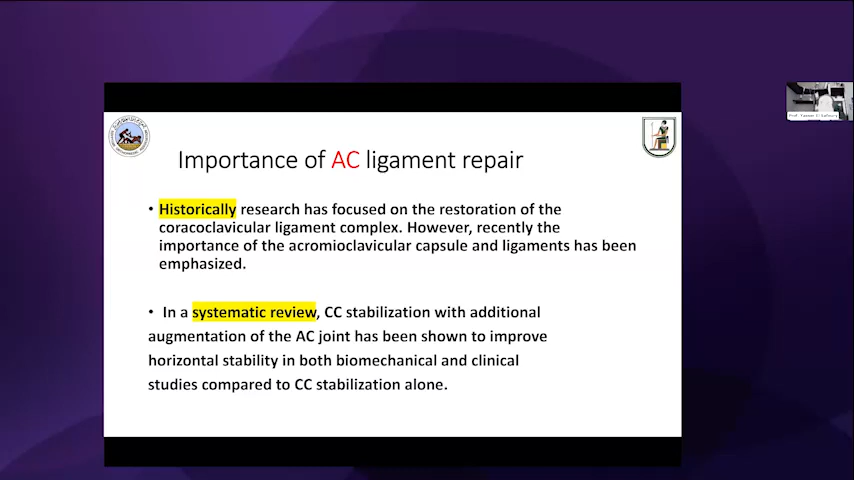 Importance of AC ligament repair
• Historically research has focused on the restoration of the
coracoclavicular ligament complex. However, recently the
importance of the acromioclavicular capsule and ligaments has been
emphasized.
• In a systematic review, CC stabilization with additional
augmentation of the AC joint has been shown to improve
horizontal stability in both biomechanical and clinical
studies compared to CC stabilization alone.